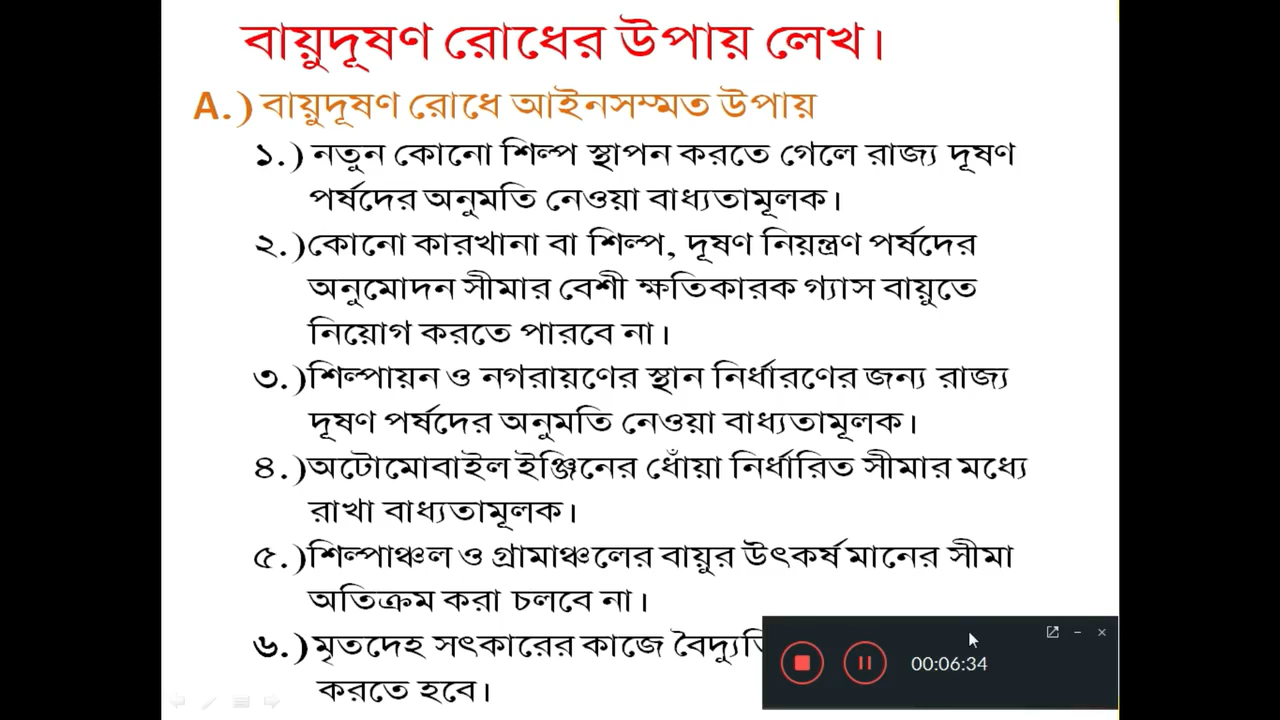 বায়ুদূষণ রোধের উপায় লেখ।
A.) বায়ুদূষণ রোধে আইনসম্মত উপায়
১.) নতুন কোনো শিল্প স্থাপন করতে গেলে রাজ্য দূষণ
পর্ষদের অনুমতি নেওয়া বাধ্যতামূলক।
২.)কোনো কারখানা বা শিল্প, দূষণ নিয়ন্ত্রণ পর্ষদের
অনুমোদন সীমার বেশী ক্ষতিকারক গ্যাস বায়ুতে
নিয়োগ করতে পারবে না।
৩.)শিল্পায়ন ও নগরায়ণের স্থান নির্ধারণের জন্য রাজ্য
দূষণ পর্ষদের অনুমতি নেওয়া বাধ্যতামূলক।
৪.)অটোমোবাইল ইঞ্জিনের ধোঁয়া নির্ধারিত সীমার মধ্যে
রাখা বাধ্যতামূলক।
৫.)শিল্পাঞ্চল ও গ্রামাঞ্চলের বায়ুর উৎকর্ষ মানের সীমা
অতিক্রম করা চলবে না।
৬.)মৃতদেহ সৎকারের কাজে
করতে হবে।
00:06:34